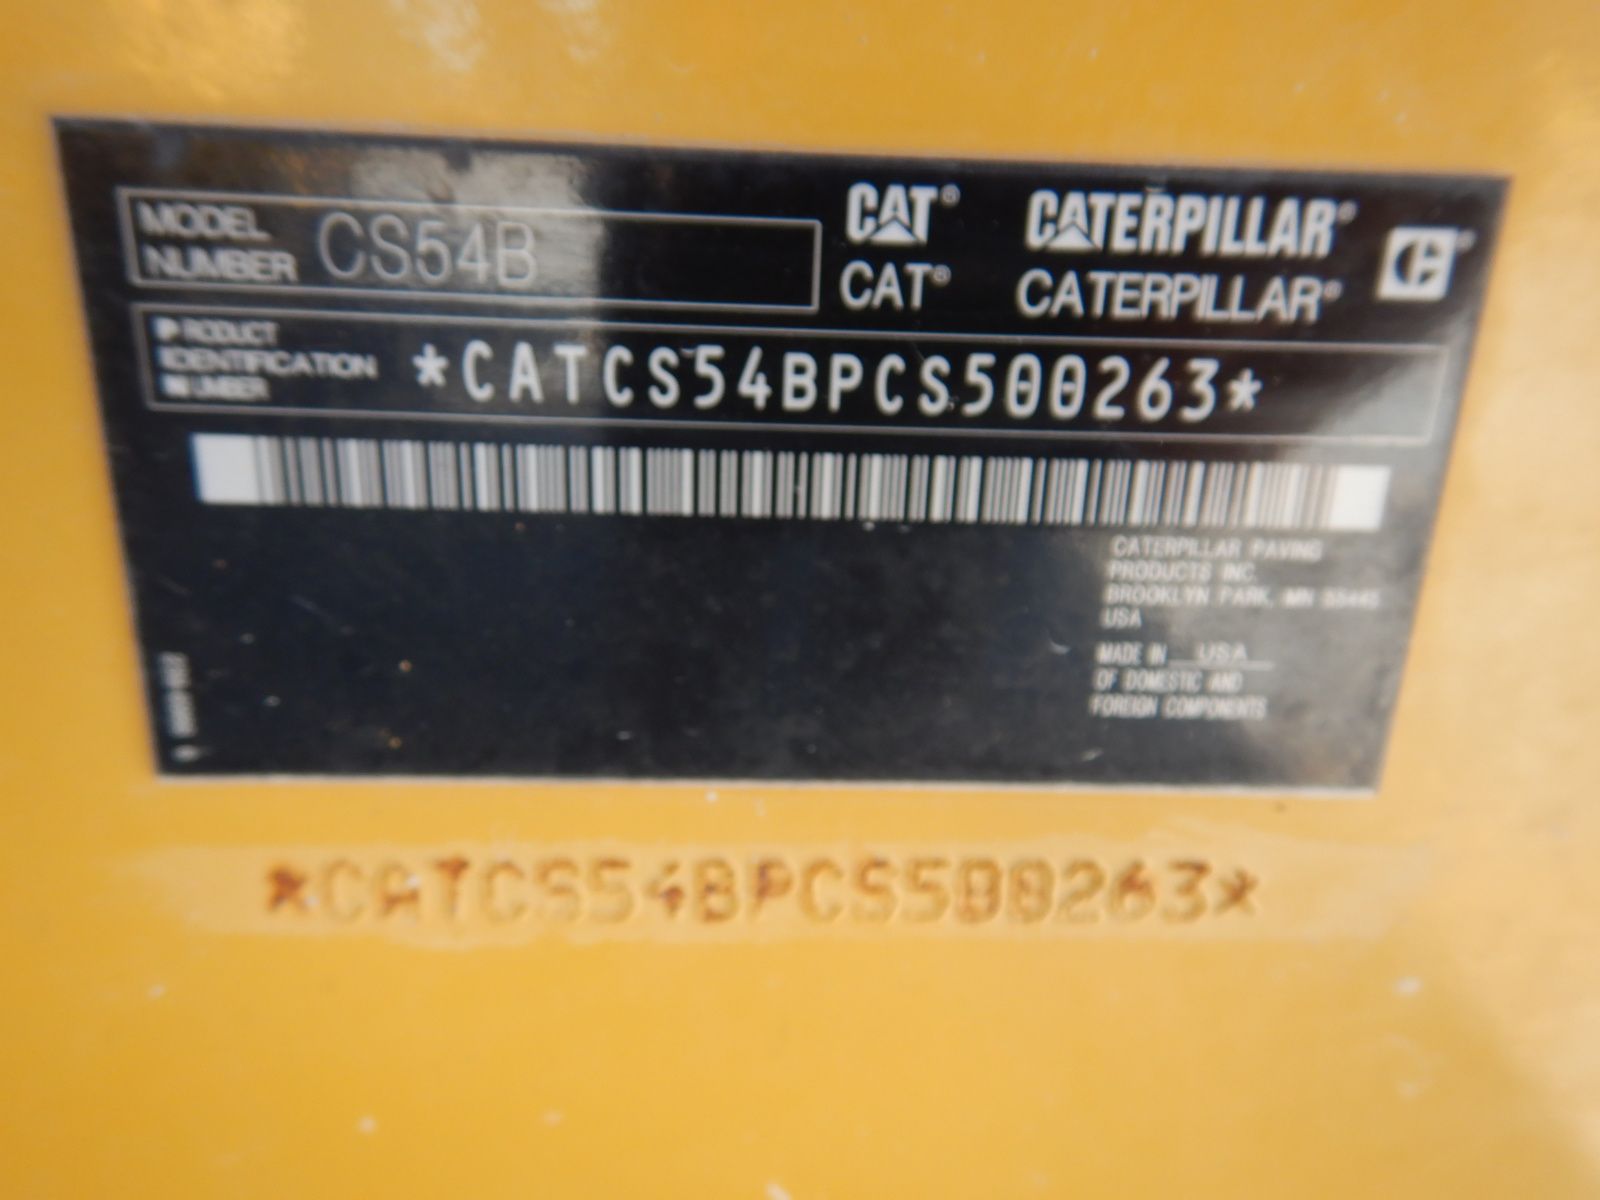 MODEL NUMBER CS54B
CAT® CATERPILLAR®
CAT® CATERPILLAR®
PRODUCT IDENTIFICATION NUMBER *CATCS54BPCS500263*
CATERPILLAR PAVING
PRODUCTS INC.
BROOKLYN PARK, MN 55445
USA
MADE IN USA
OF DOMESTIC AND
FOREIGN COMPONENTS
*CATCS54BPCS500263*